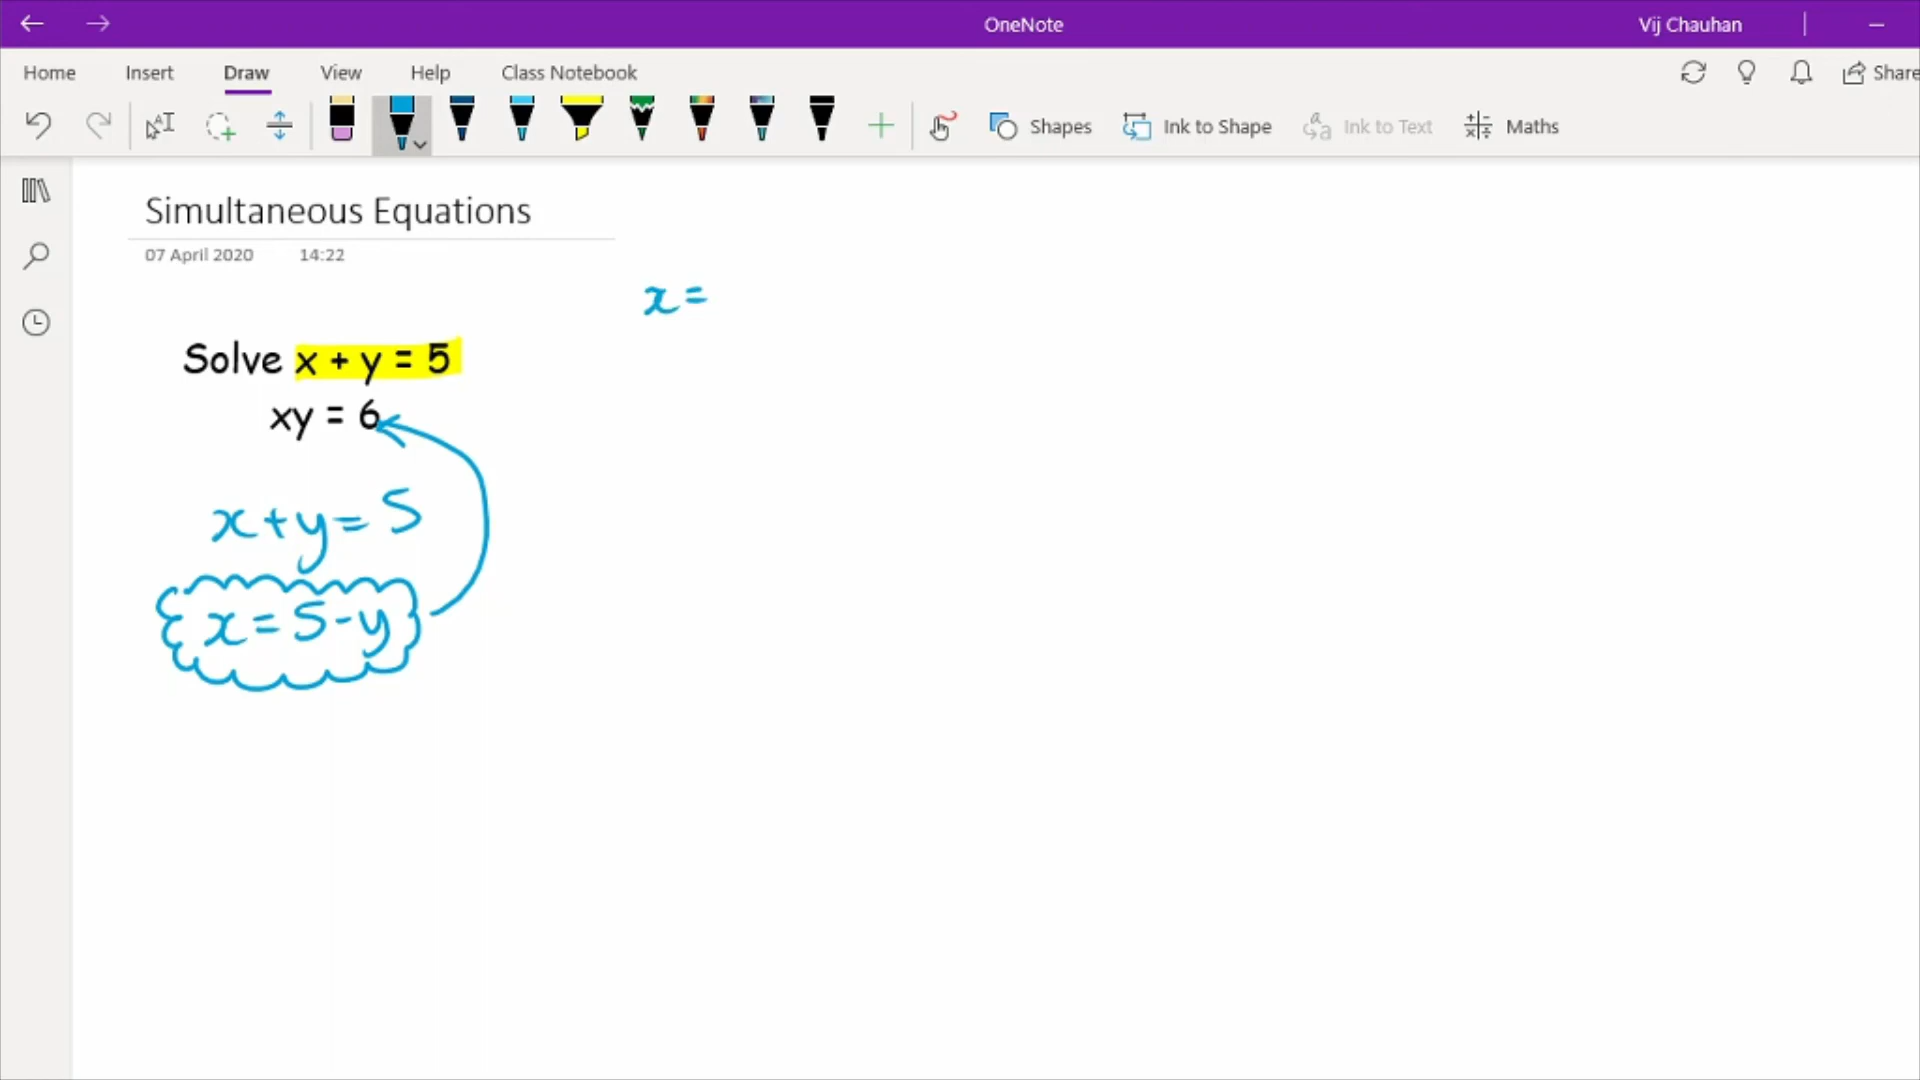 OneNote
Vij Chauhan
Home Insert Draw View Help Class Notebook Share
Shapes Ink to Shape Ink to Text Maths
Simultaneous Equations
07 April 2020 14:22
x =
Solve x + y = 5
xy = 6
x + y = 5
x = 5 - y